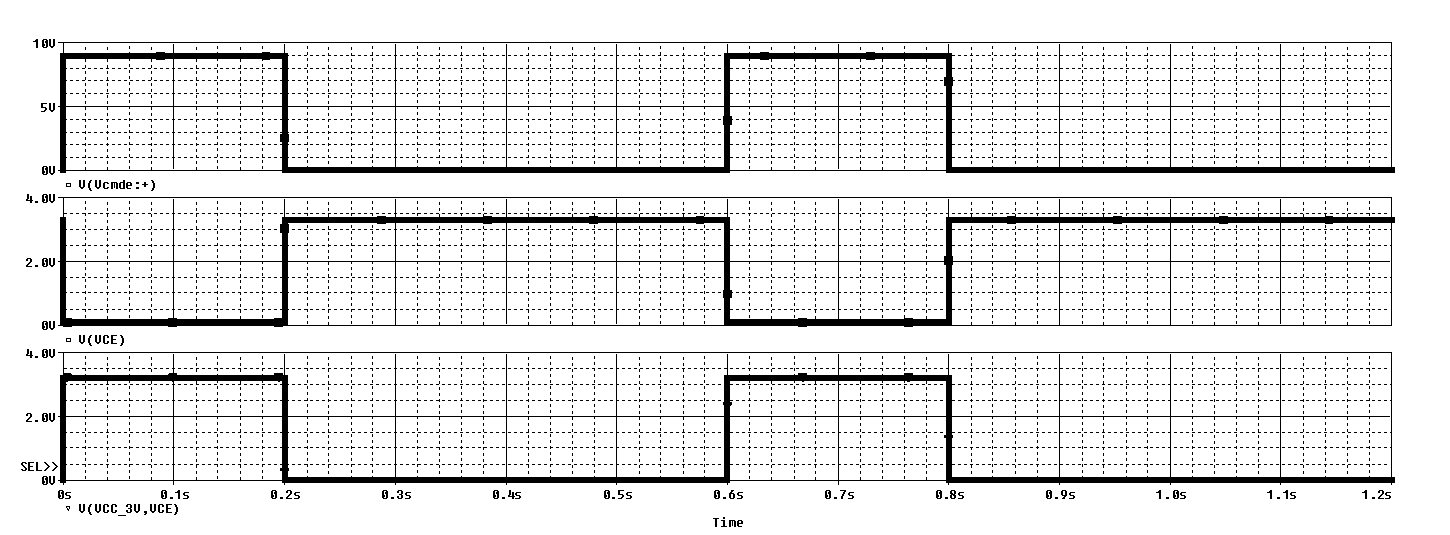 10V
5V
0V
V(Vcmde:+)
4.0V
2.0V
0V
V(VCE)
4.0V
2.0V
SEL>>
0V
0s 0.1s 0.2s 0.3s 0.4s 0.5s 0.6s 0.7s 0.8s 0.9s 1.0s 1.1s 1.2s
V(VCC_3V,VCE)
Time